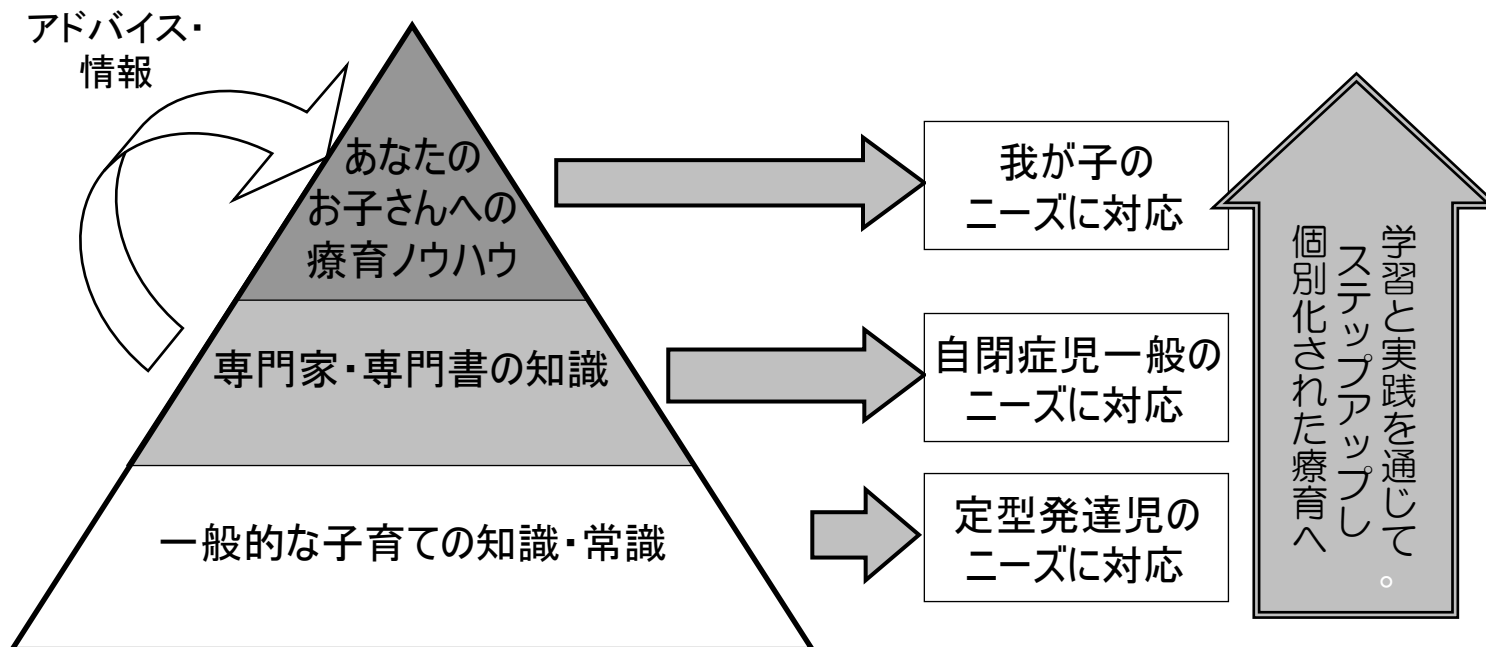 アドバイス・
情報
あなたの
お子さんへの
療育ノウハウ
専門家・専門書の知識
一般的な子育ての知識・常識
我が子の
ニーズに対応
自閉症児一般の
ニーズに対応
定型発達児の
ニーズに対応
学習と実践を通じて。
ステップアップし
個別化された療育へ